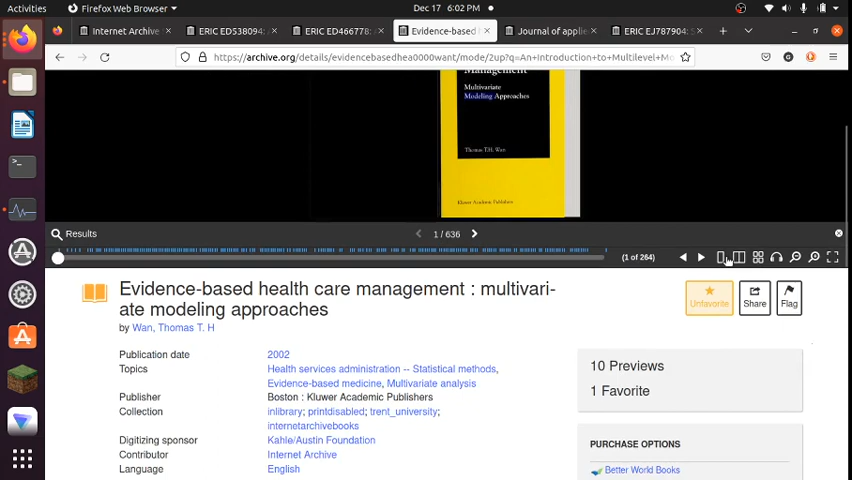 Activities
Firefox Web Browser
Dec 17 6:02 PM
Internet Archive
ERIC ED538094:
ERIC ED466778:
Evidence-based
Journal of applie
ERIC EJ787904:
https://archive.org/details/evidencebasedhea0000want/mode/2up?q=An+Introduction+to+Multilevel+Mo
Management
Multivariate
Modeling Approaches
Thomas T.H. Wan
Kluwer Academic Publishers
Results
1 / 636
(1 of 264)
Evidence-based health care management : multivari-
ate modeling approaches
by Wan, Thomas T. H
Unfavorite
Share
Flag
Publication date 2002
Topics Health services administration -- Statistical methods,
Evidence-based medicine, Multivariate analysis
Publisher Boston : Kluwer Academic Publishers
Collection inlibrary; printdisabled; trent_university;
internetarchivebooks
Digitizing sponsor Kahle/Austin Foundation
Contributor Internet Archive
Language English
10 Previews
1 Favorite
PURCHASE OPTIONS
Better World Books